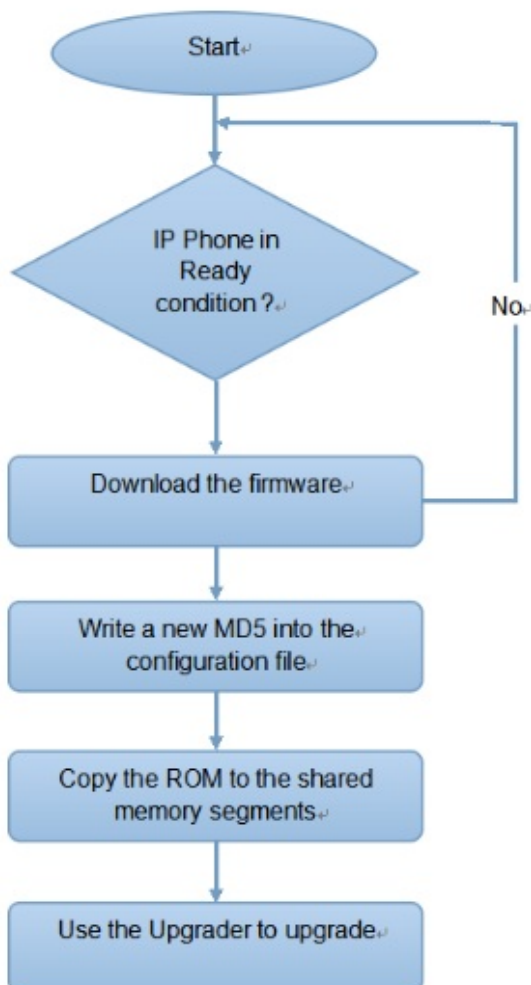 Start
IP Phone in
Ready
condition ?
No
Download the firmware
Write a new MD5 into the
configuration file
Copy the ROM to the shared
memory segments
Use the Upgrader to upgrade